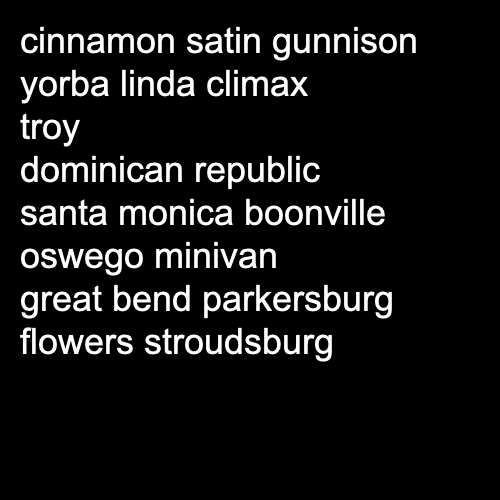 cinnamon satin gunnison
yorba linda climax
troy
dominican republic
santa monica boonville
oswego minivan
great bend parkersburg
flowers stroudsburg